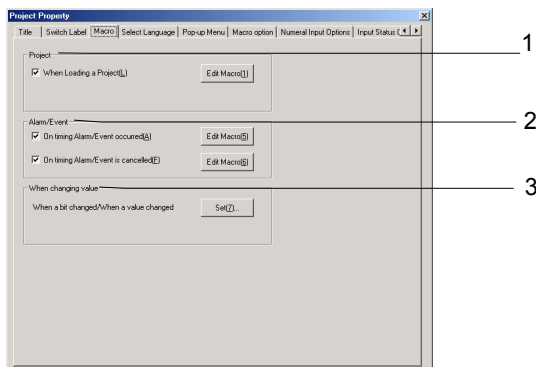 Project Property
Title Switch Label Macro Select Language Pop-up Menu Macro option Numeral Input Options Input Status
1
Project
When Loading a Project(L) Edit Macro(1)
2
Alarm/Event
On timing Alarm/Event occurred(A) Edit Macro(5)
On timing Alarm/Event is cancelled(F) Edit Macro(6)
3
When changing value
When a bit changed/When a value changed Set(7)...